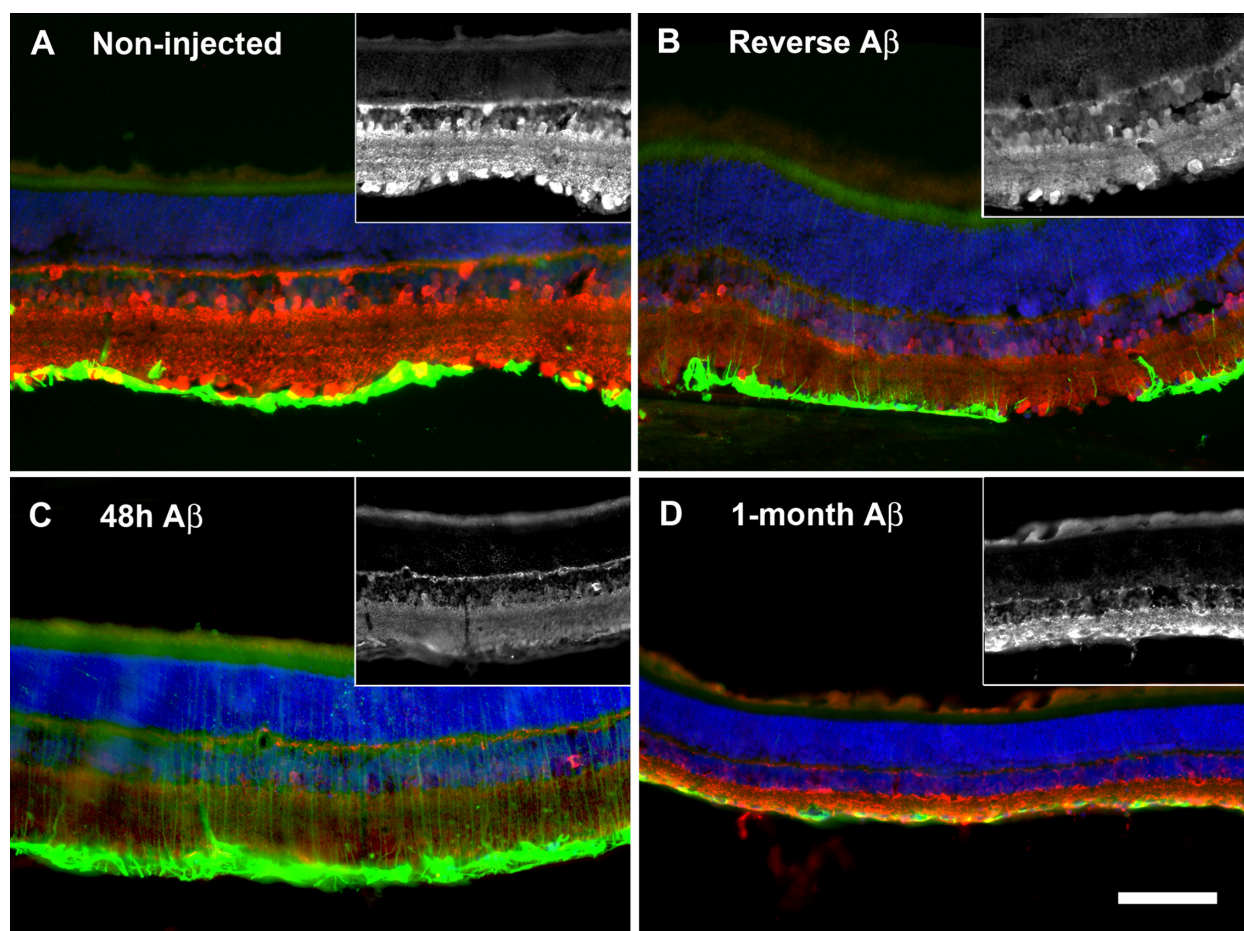 A Non-injected
B Reverse Aβ
C 48h Aβ
D 1-month Aβ